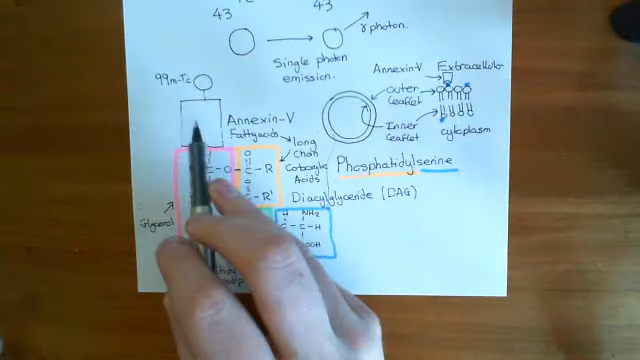 43
43
γ photon.
Single photon
emission.
99m-Tc
Annexin-V
Fatty acids
long
Chain
Carboxylic
Acids
Annexin-V
Extracellular
outer
Leaflet
Inner
leaflet
cytoplasm
Phosphatidylserine
Diacylglyceride (DAG)
Glycerol
C-O-C-R
O
O
C-R'
H NH₂
C-C-H